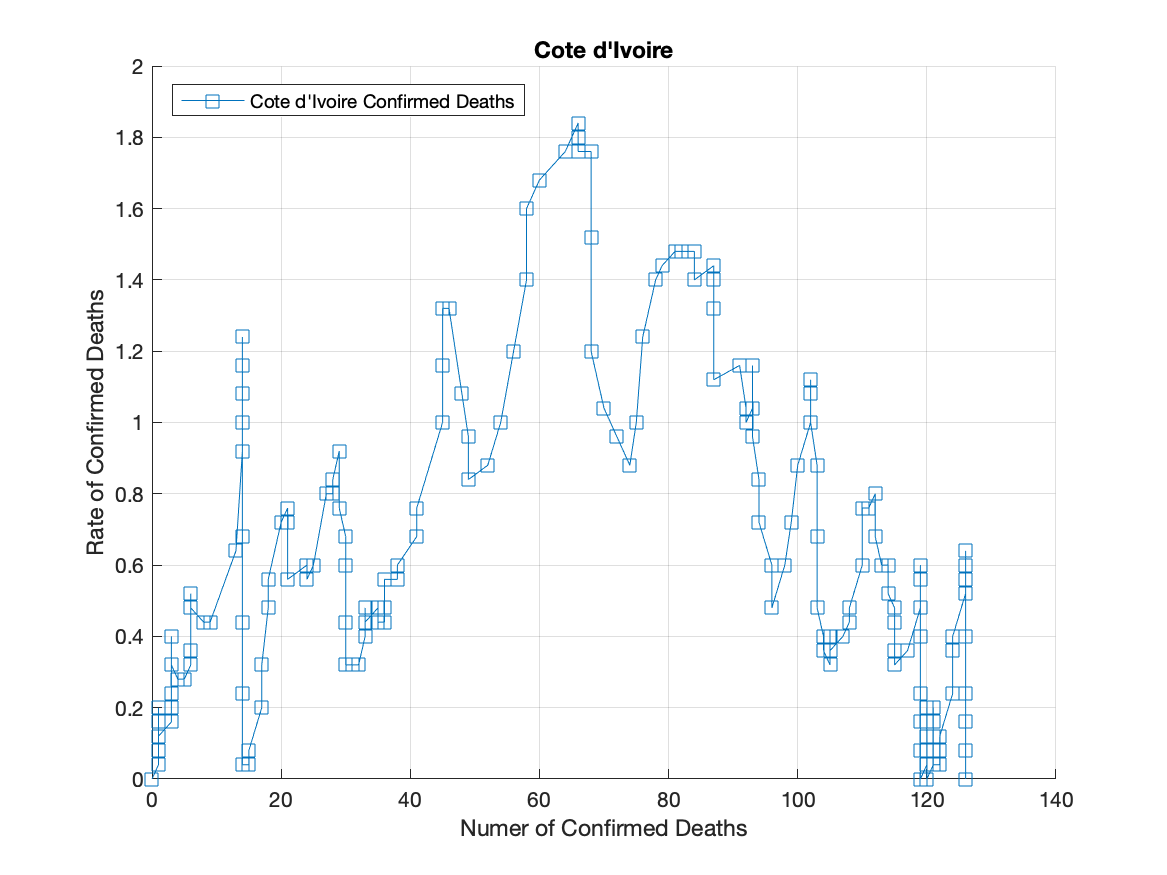 Cote d'Ivoire
Cote d'Ivoire Confirmed Deaths
Rate of Confirmed Deaths
2
1.8
1.6
1.4
1.2
1
0.8
0.6
0.4
0.2
0
0 20 40 60 80 100 120 140
Numer of Confirmed Deaths